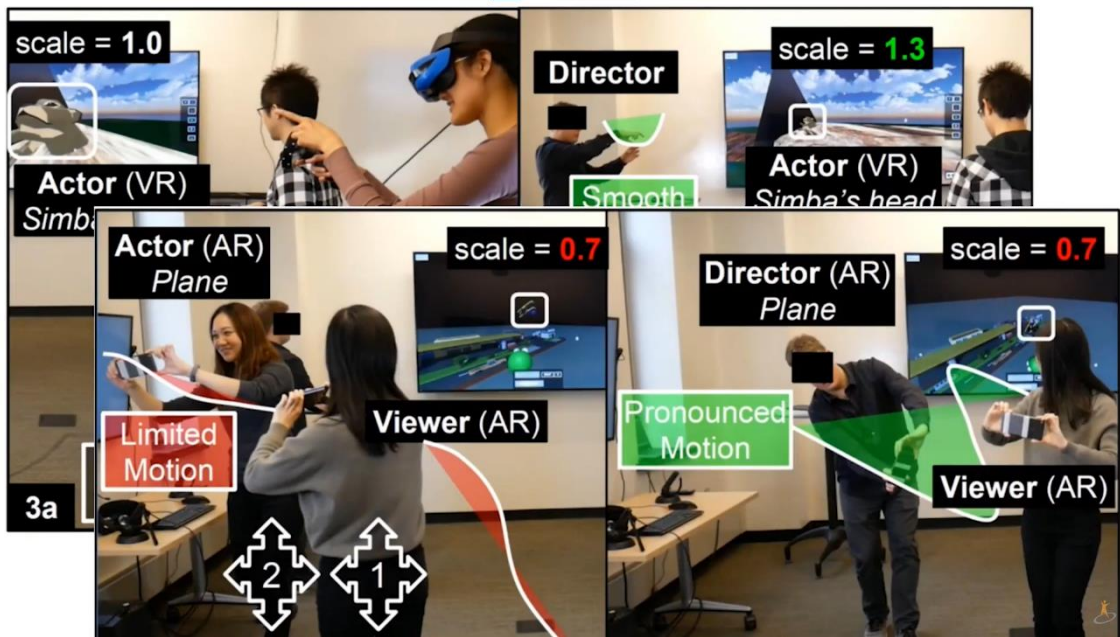 scale = 1.0
Actor (VR)
Director
scale = 1.3
Smooth
Actor (VR)
Simba's head
Actor (AR)
Plane
scale = 0.7
Limited
Motion
Viewer (AR)
2
1
3a
Director (AR)
Plane
scale = 0.7
Pronounced
Motion
Viewer (AR)